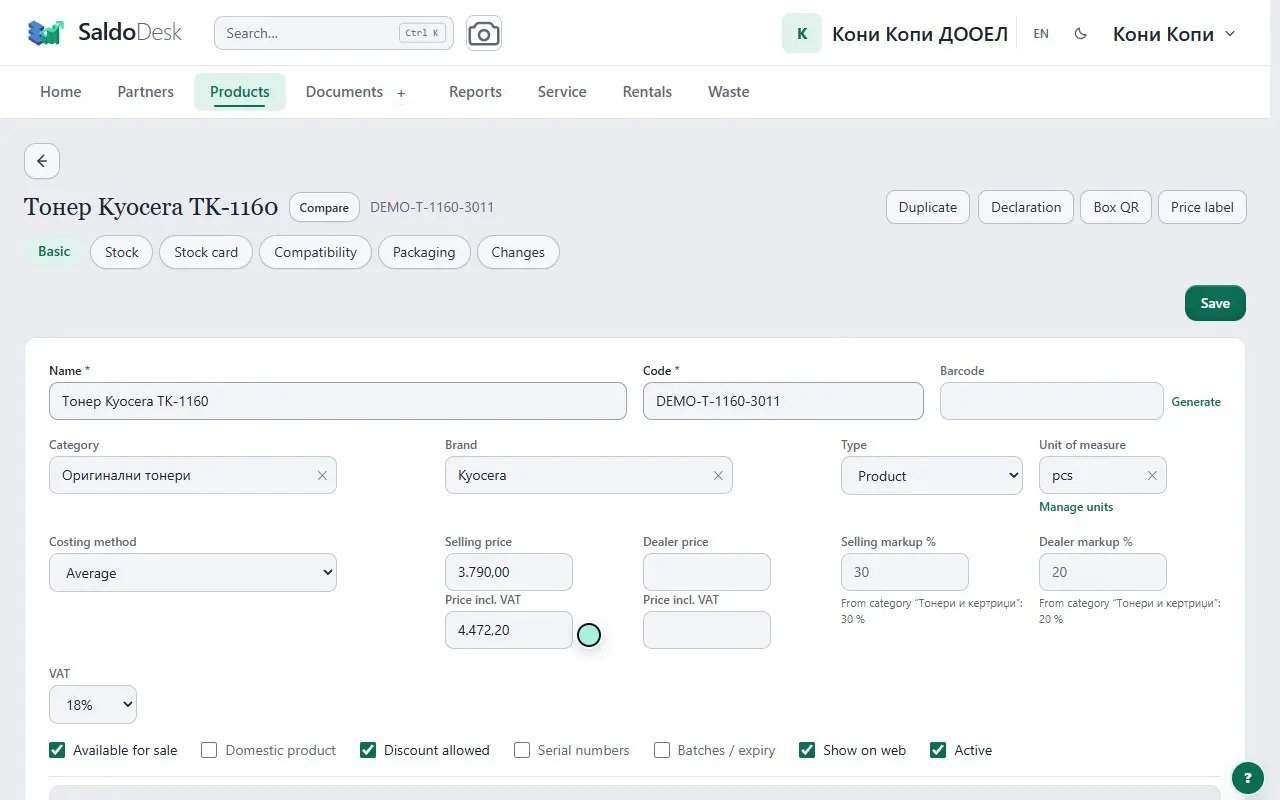 SaldoDesk
Search... Ctrl K
K Кони Копи ДООЕЛ EN Кони Копи
Home Partners Products Documents + Reports Service Rentals Waste
Тонер Kyocera TK-1160 Compare DEMO-T-1160-3011
Duplicate Declaration Box QR Price label
Basic Stock Stock card Compatibility Packaging Changes
Save
Name * Code * Barcode
Тонер Kyocera TK-1160 DEMO-T-1160-3011 Generate
Category Brand Type Unit of measure
Оригинални тонери Kyocera Product pcs
Manage units
Costing method Selling price Dealer price Selling markup % Dealer markup %
Average 3.790,00 30 20
Price incl. VAT Price incl. VAT From category "Тонери и кертриџи": From category "Тонери и кертриџи":
30 % 20 %
4.472,20
VAT
18%
Available for sale Domestic product Discount allowed Serial numbers Batches / expiry Show on web Active
?